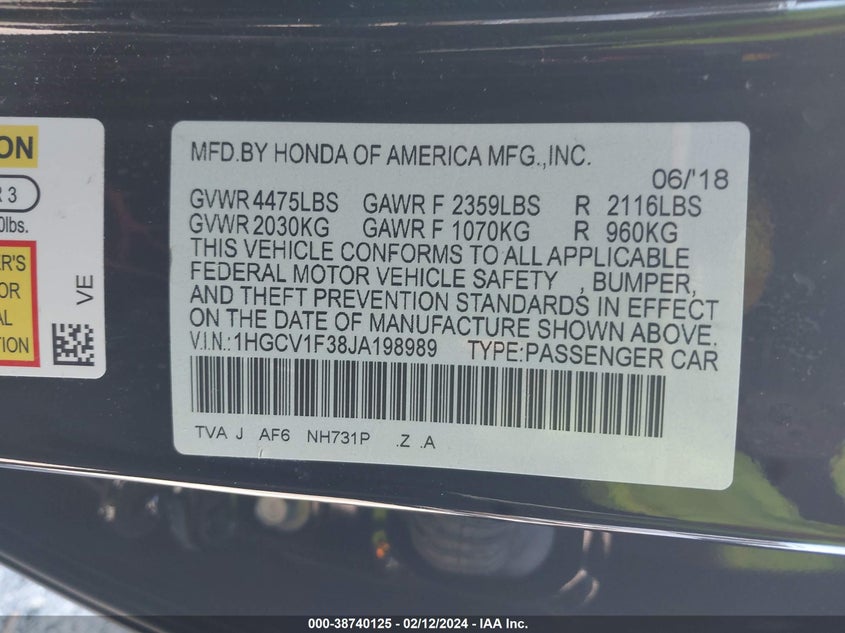 ON
R 3
0lbs.
ER'S
OR
AL
TION
VE
MFD.BY HONDA OF AMERICA MFG.,INC.
06/'18
GVWR 4475LBS GAWR F 2359LBS R 2116LBS
GVWR 2030KG GAWR F 1070KG R 960KG
THIS VEHICLE CONFORMS TO ALL APPLICABLE
FEDERAL MOTOR VEHICLE SAFETY , BUMPER,
AND THEFT PREVENTION STANDARDS IN EFFECT
ON THE DATE OF MANUFACTURE SHOWN ABOVE.
V.I.N.:1HGCV1F38JA198989 TYPE:PASSENGER CAR
TVA J AF6 NH731P .Z .A
000-38740125 - 02/12/2024 - IAA Inc.